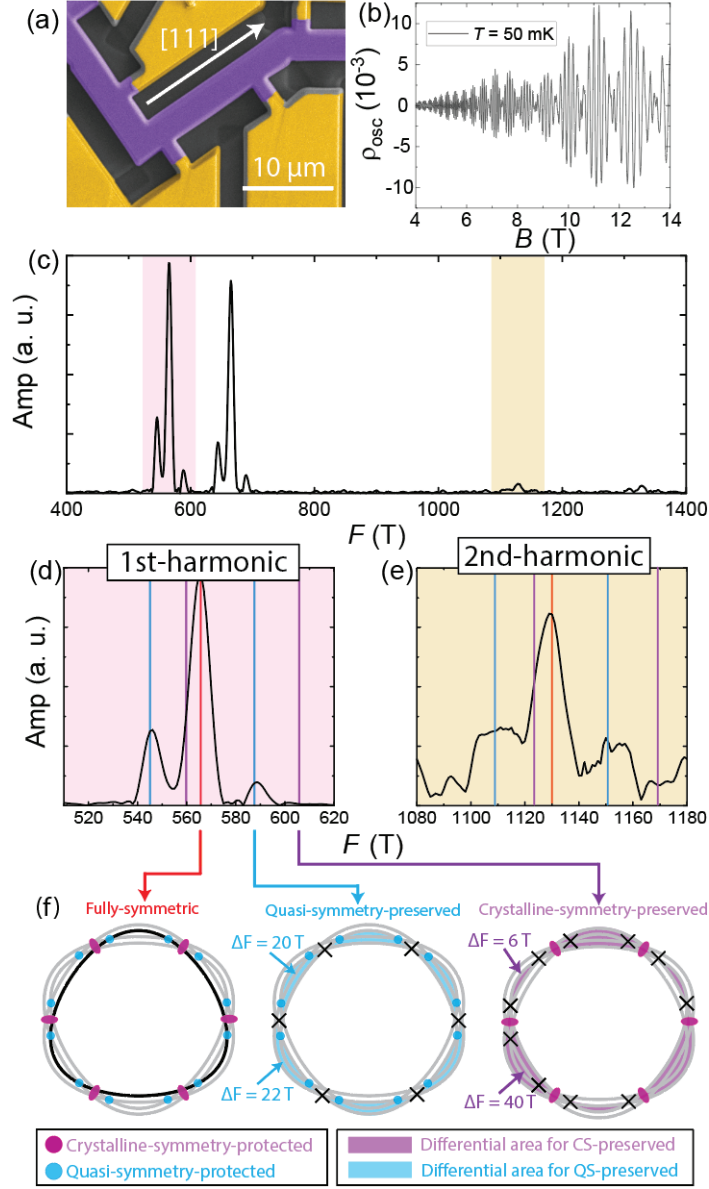 (a)
[111]
10 μm
(b)
T = 50 mK
ρosc (10-3)
10
5
0
-5
-10
4 6 8 10 12 14
B (T)
(c)
Amp (a. u.)
400 600 800 1000 1200 1400
F (T)
1st-harmonic
2nd-harmonic
(d)
(e)
Amp (a. u.)
520 540 560 580 600 620
1080 1100 1120 1140 1160 1180
F (T)
(f)
Fully-symmetric
Quasi-symmetry-preserved
Crystalline-symmetry-preserved
ΔF = 20 T
ΔF = 6 T
ΔF = 22 T
ΔF = 40 T
Crystalline-symmetry-protected
Quasi-symmetry-protected
Differential area for CS-preserved
Differential area for QS-preserved